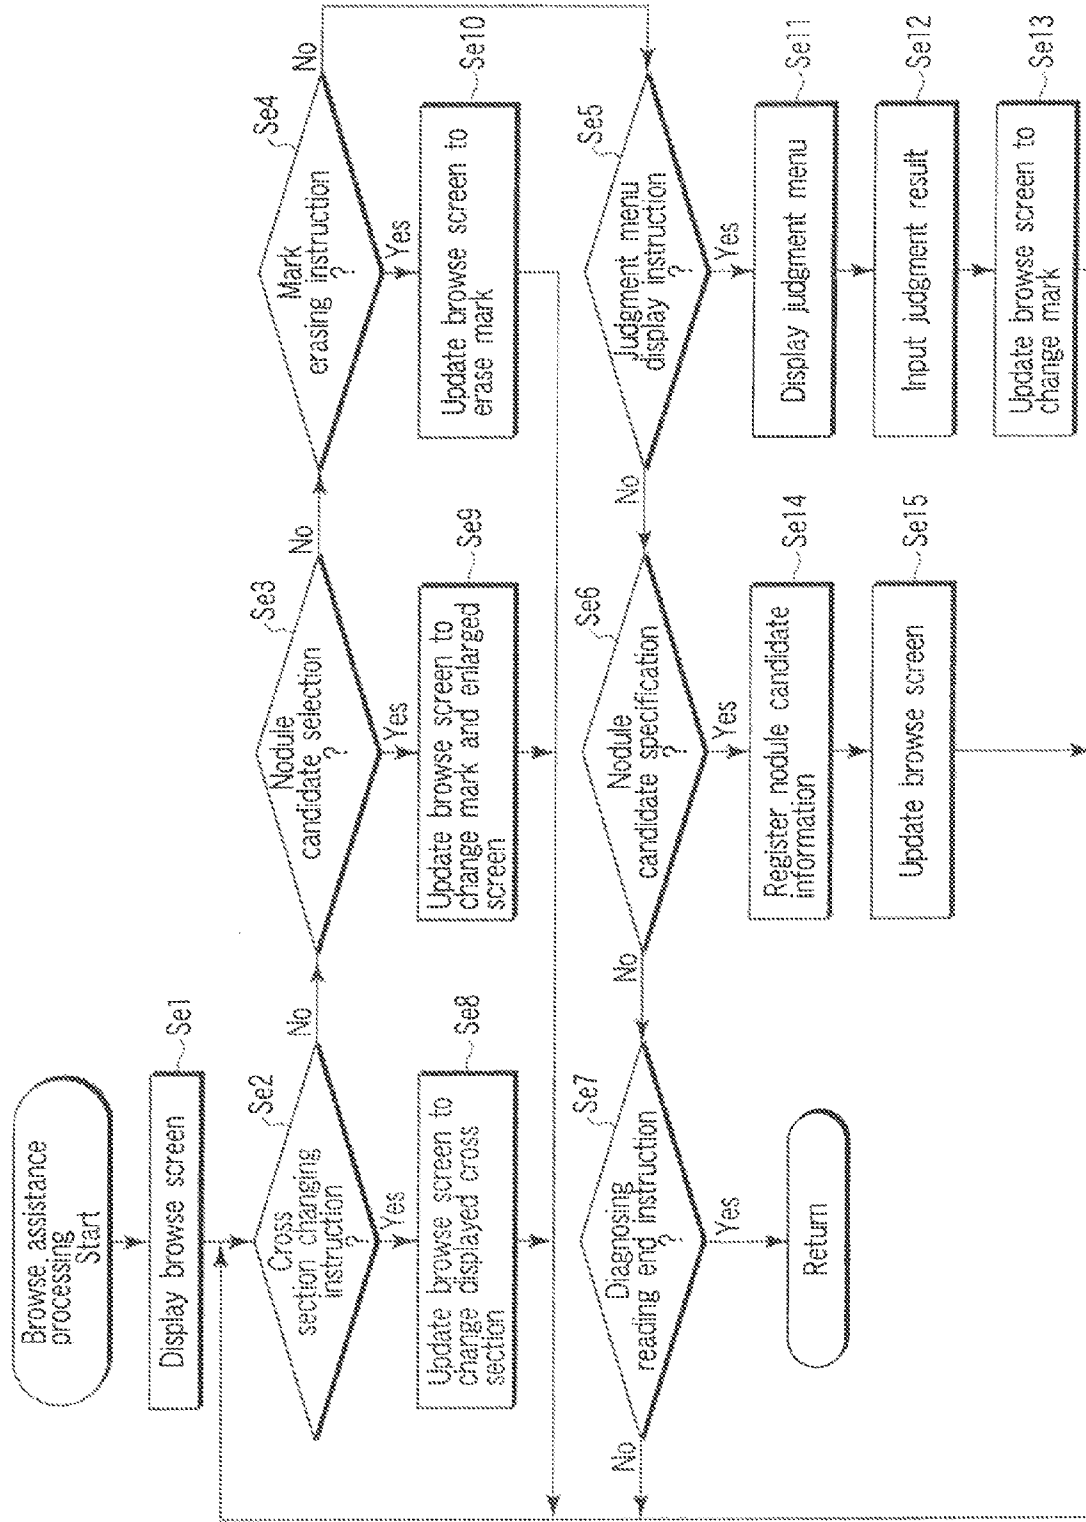 Browse assistance
processing
Start
Display browse screen
Se1
Cross
section changing
instruction
?
Se2
No
Yes
Update browse screen to
change displayed cross
section
Se8
Nodule
candidate selection
?
Se3
No
Yes
Update browse screen to
change mark and enlarged
screen
Se9
Mark
erasing instruction
?
Se4
No
Yes
Update browse screen to
erase mark
Se10
Judgment menu
display instruction
?
Se5
No
Yes
Display judgment menu
Se11
Input judgment result
Se12
Update browse screen to
change mark
Se13
Nodule
candidate specification
?
Se6
No
Yes
Register nodule candidate
information
Se14
Update browse screen
Se15
Diagnosing
reading end instruction
?
Se7
No
Yes
Return